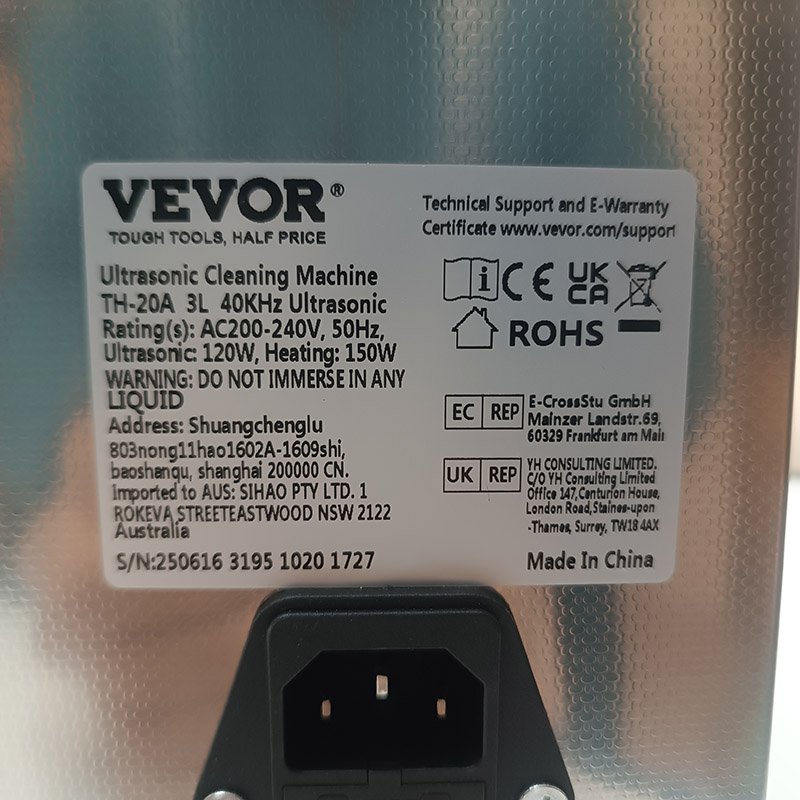 VEVOR®
TOUGH TOOLS, HALF PRICE
Ultrasonic Cleaning Machine
TH-20A 3L 40KHz Ultrasonic
Rating(s): AC200-240V, 50Hz,
Ultrasonic: 120W, Heating: 150W
WARNING: DO NOT IMMERSE IN ANY
LIQUID
Address: Shuangchenglu
803nong11hao1602A-1609shi,
baoshanqu, shanghai 200000 CN.
Imported to AUS: SIHAO PTY LTD. 1
ROKEVA STREETEASTWOOD NSW 2122
Australia
S/N:250616 3195 1020 1727
Technical Support and E-Warranty
Certificate www.vevor.com/support
i CE UK CA
ROHS
EC REP
E-CrossStu GmbH
Mainzer Landstr.69,
60329 Frankfurt am Main
UK REP
YH CONSULTING LIMITED.
C/O YH Consulting Limited
Office 147, Centurion House,
London Road, Staines-upon
-Thames, Surrey, TW18 4AX
Made In China